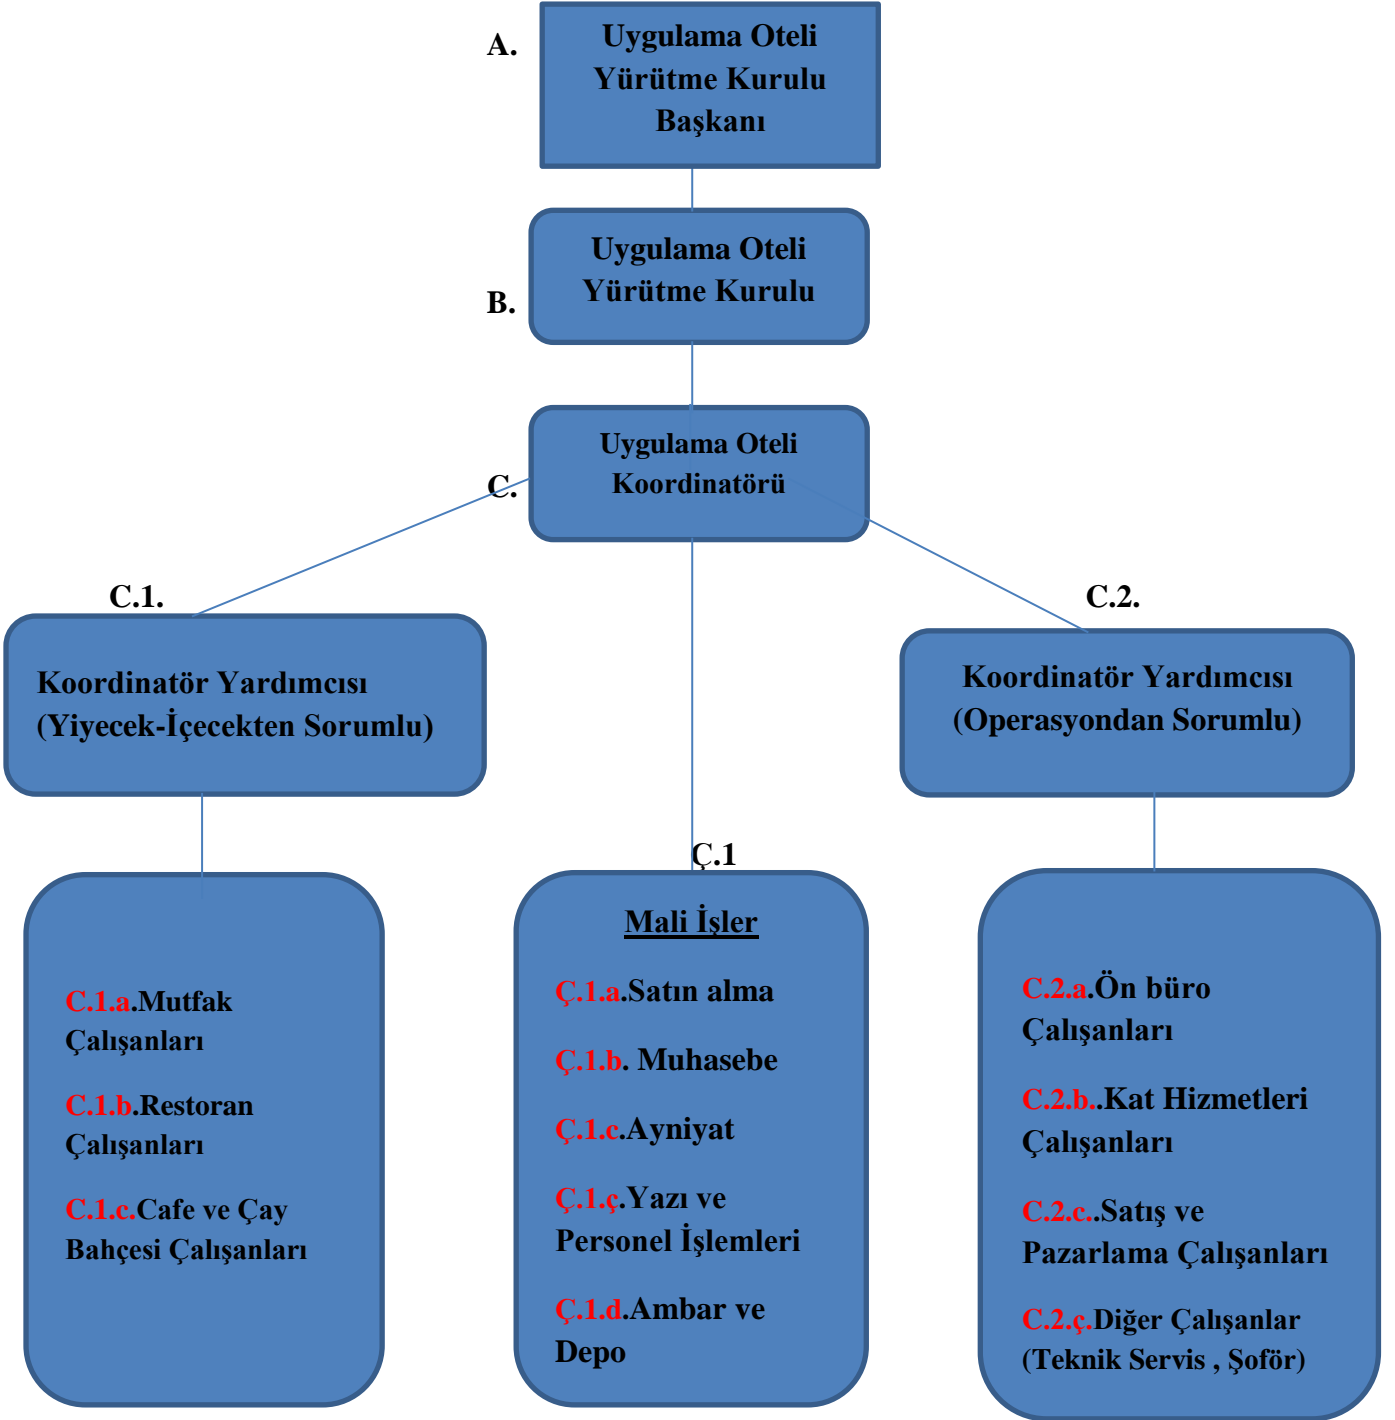 A.
Uygulama Oteli
Yürütme Kurulu
Başkanı
Uygulama Oteli
Yürütme Kurulu
B.
Uygulama Oteli
Koordinatörü
C.
C.1.
C.2.
Koordinatör Yardımcısı
(Yiyecek-İçecekten Sorumlu)
Koordinatör Yardımcısı
(Operasyondan Sorumlu)
C.1.a.Mutfak
Çalışanları
C.1.b.Restoran
Çalışanları
C.1.c.Cafe ve Çay
Bahçesi Çalışanları
Ç.1
Mali İşler
Ç.1.a.Satın alma
Ç.1.b. Muhasebe
Ç.1.c.Ayniyat
Ç.1.ç.Yazı ve
Personel İşlemleri
Ç.1.d.Ambar ve
Depo
C.2.a.Ön büro
Çalışanları
C.2.b..Kat Hizmetleri
Çalışanları
C.2.c..Satış ve
Pazarlama Çalışanları
C.2.ç.Diğer Çalışanlar
(Teknik Servis , Şoför)